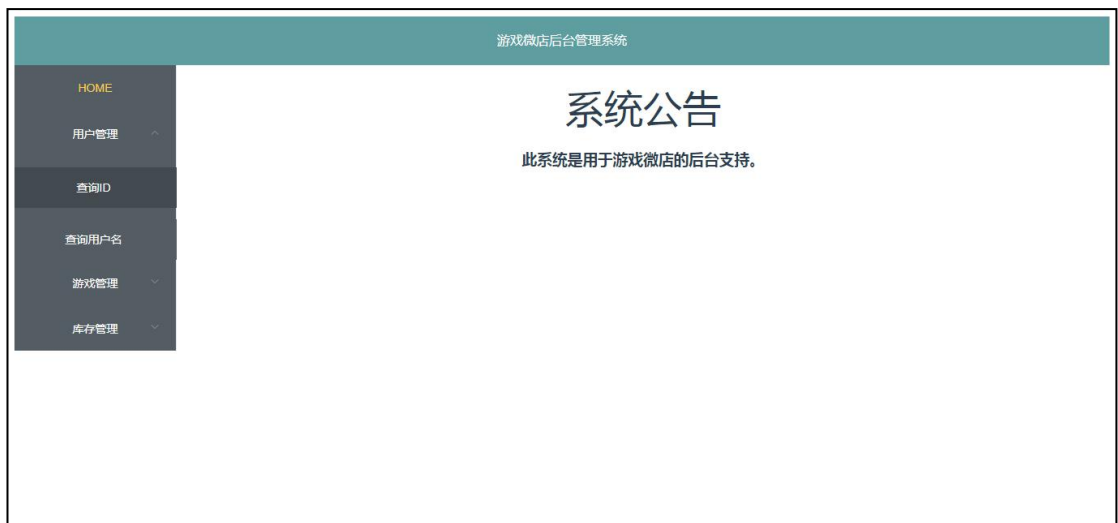 游戏微店后台管理系统
HOME
用户管理
查询ID
查询用户名
游戏管理
库存管理
系统公告
此系统是用于游戏微店的后台支持。